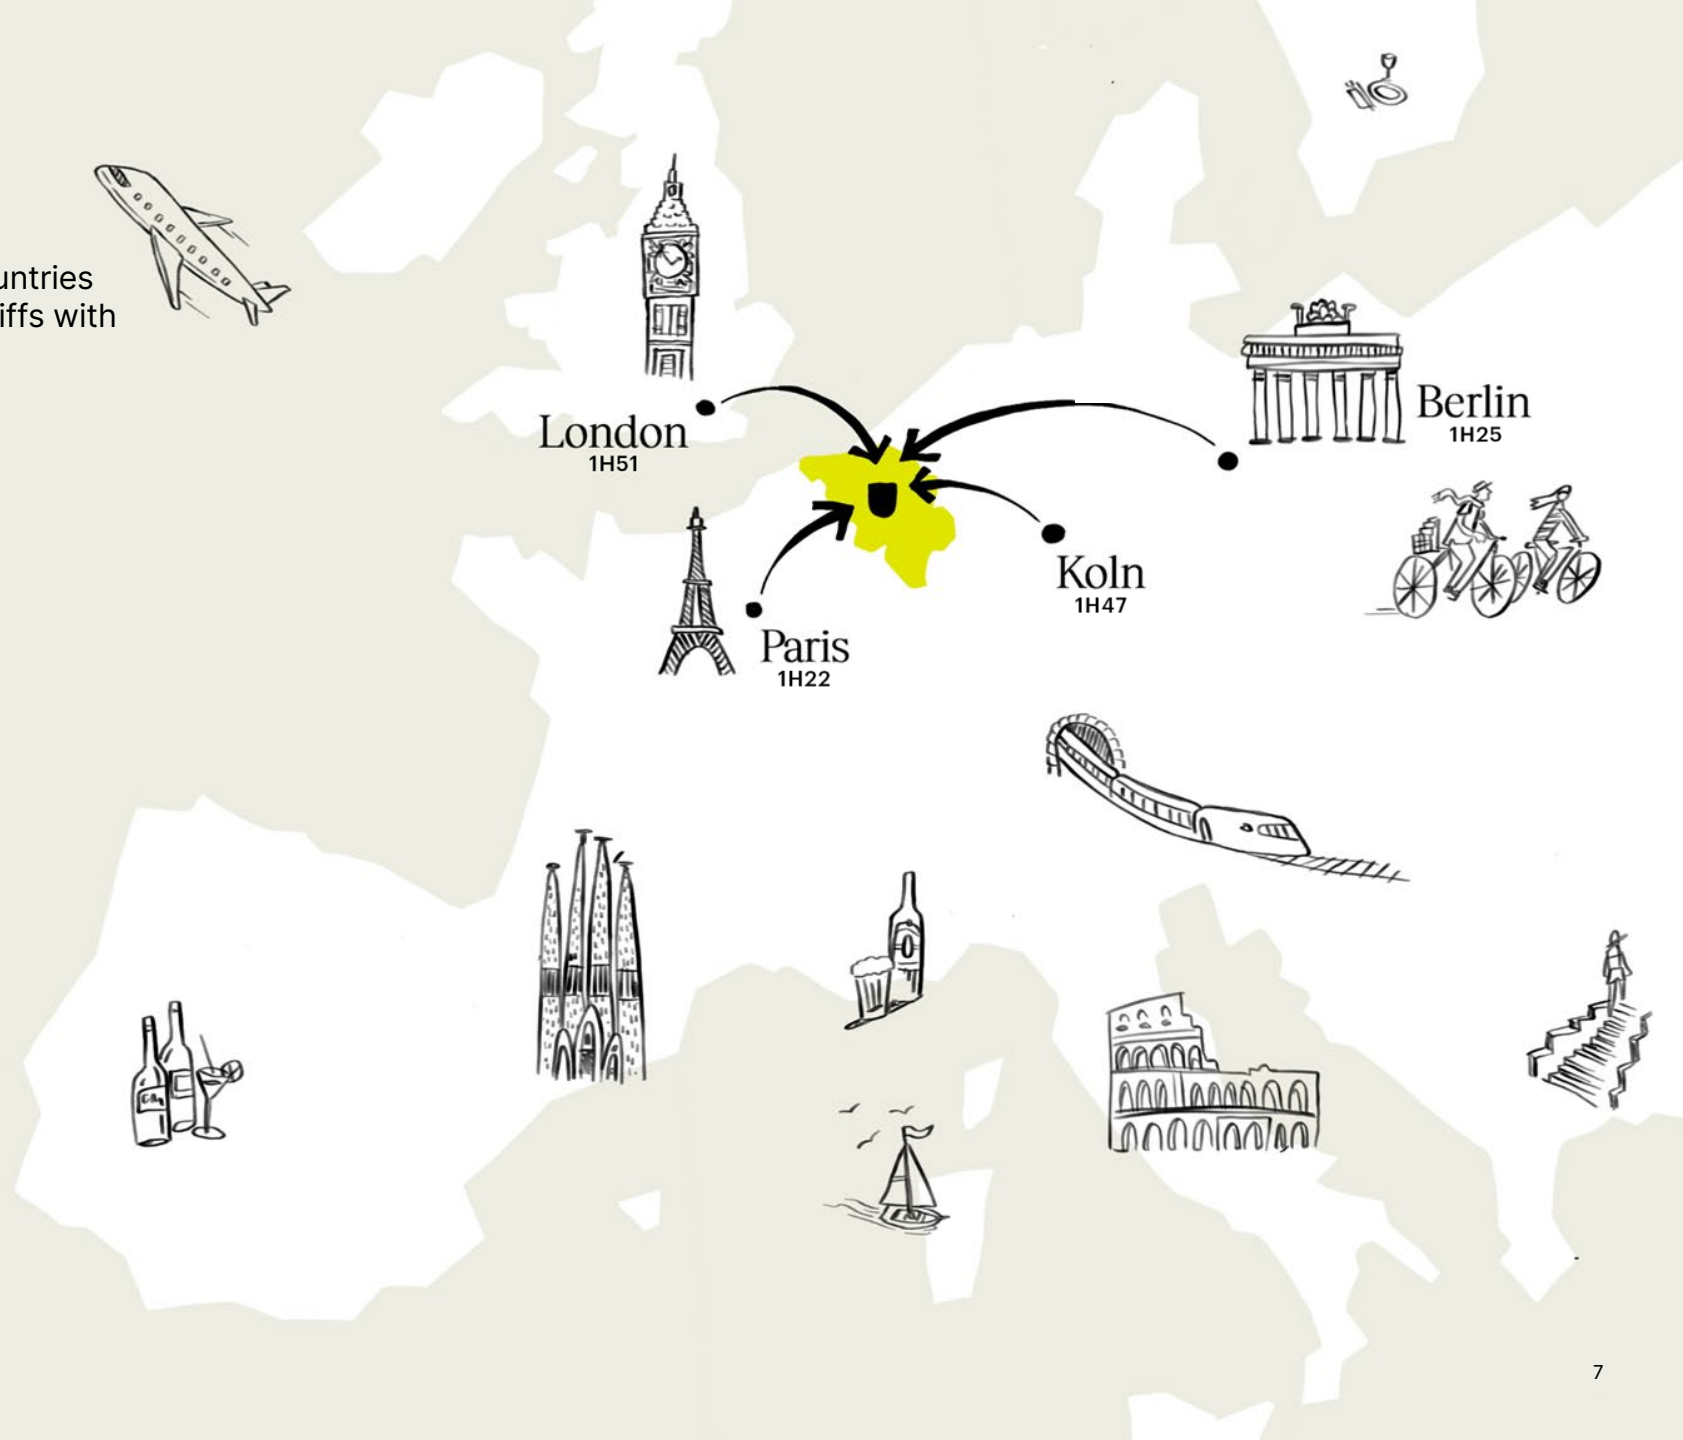 untries
iffs with
London
1H51
Berlin
1H25
Koln
1H47
Paris
1H22
7